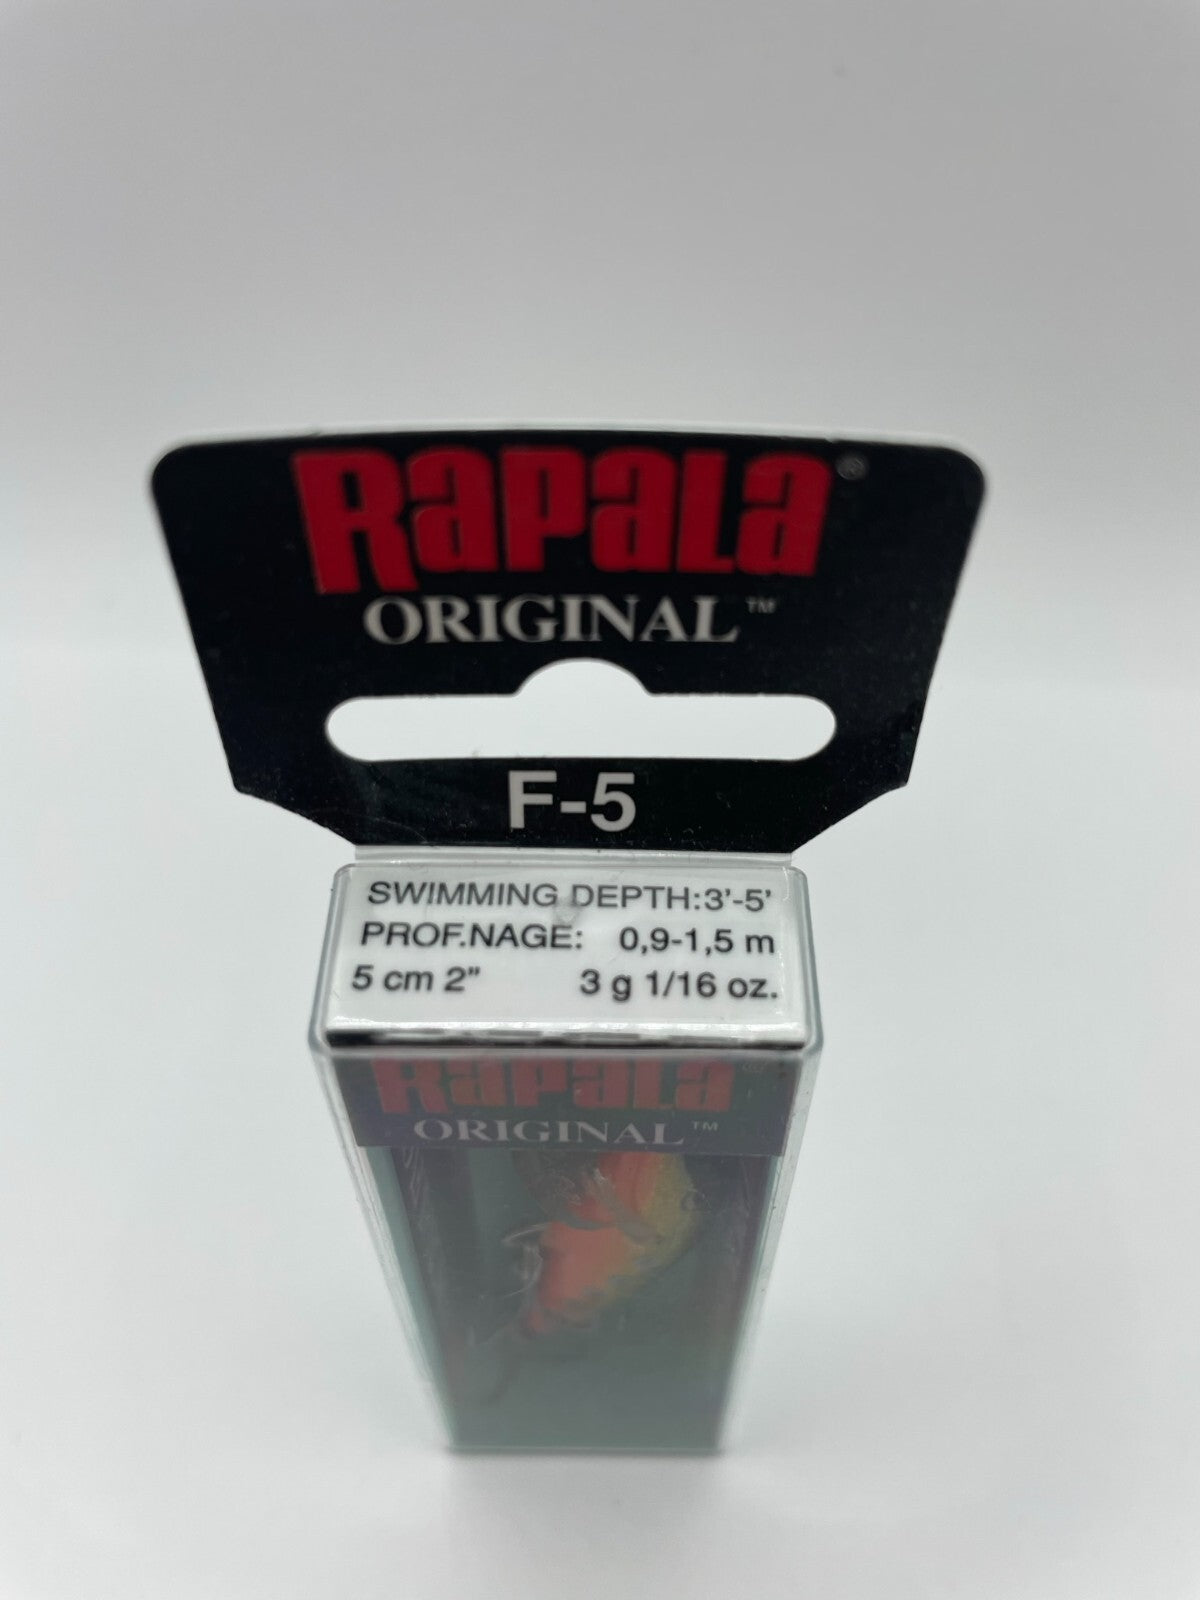 Rapala®
ORIGINAL™
F-5
SWIMMING DEPTH:3'-5'
PROF.NAGE: 0,9-1,5 m
5 cm 2" 3 g 1/16 oz.
Rapala®
ORIGINAL™